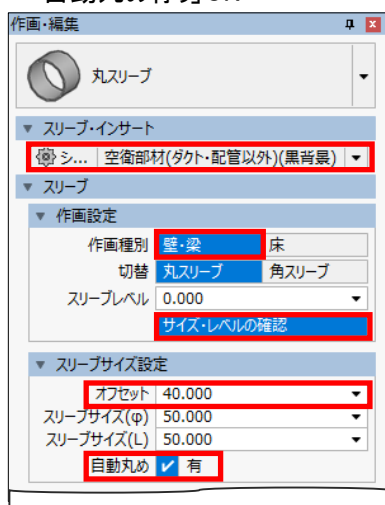 作画・編集
丸スリーブ
スリーブ・インサート
シ... 空衛部材(ダクト・配管以外)(黒背景)
スリーブ
作画設定
作画種別 壁・梁 床
切替 丸スリーブ 角スリーブ
スリーブレベル 0.000
サイズ・レベルの確認
スリーブサイズ設定
オフセット 40.000
スリーブサイズ(φ) 50.000
スリーブサイズ(L) 50.000
自動丸め 有